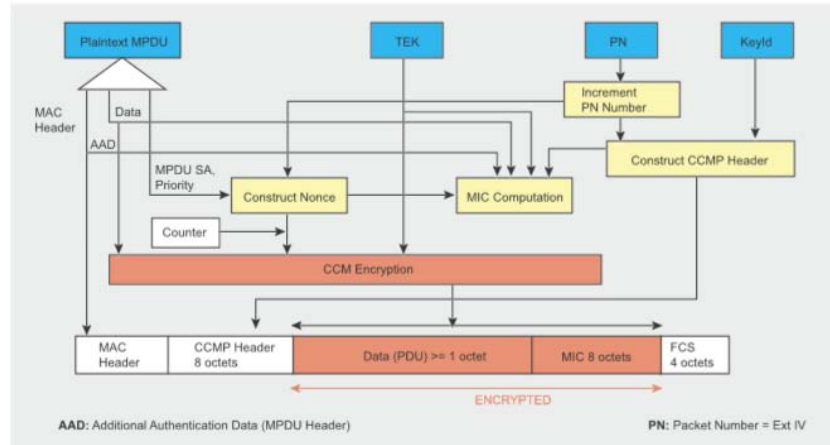 Plaintext MPDU
TEK
PN
KeyId
MAC
Header
Data
Increment
PN Number
AAD
Construct CCMP Header
MPDU SA,
Priority
Construct Nonce
MIC Computation
Counter
CCM Encryption
MAC
Header
CCMP Header
8 octets
Data (PDU) >= 1 octet
MIC 8 octets
FCS
4 octets
ENCRYPTED
AAD: Additional Authentication Data (MPDU Header)
PN: Packet Number = Ext IV